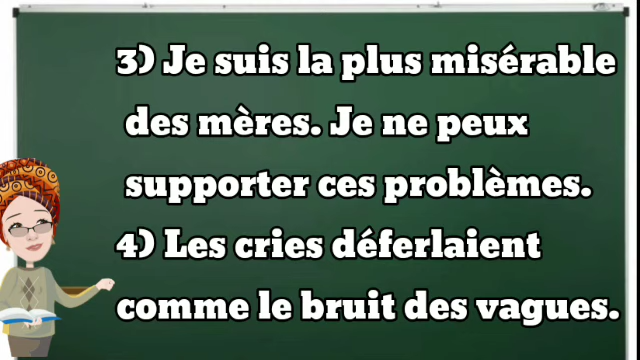 3) Je suis la plus misérable
des mères. Je ne peux
supporter ces problèmes.
4) Les cries déferlaient
comme le bruit des vagues.